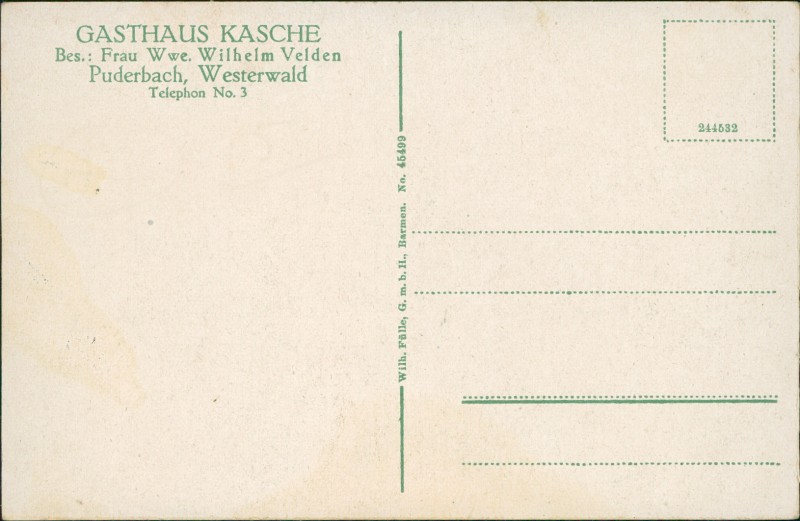 GASTHAUS KASCHE
Bes.: Frau Wwe. Wilhelm Velden
Puderbach, Westerwald
Telephon No. 3
244532
Wilh. Fülle, G. m. b. H., Barmen. No. 45499